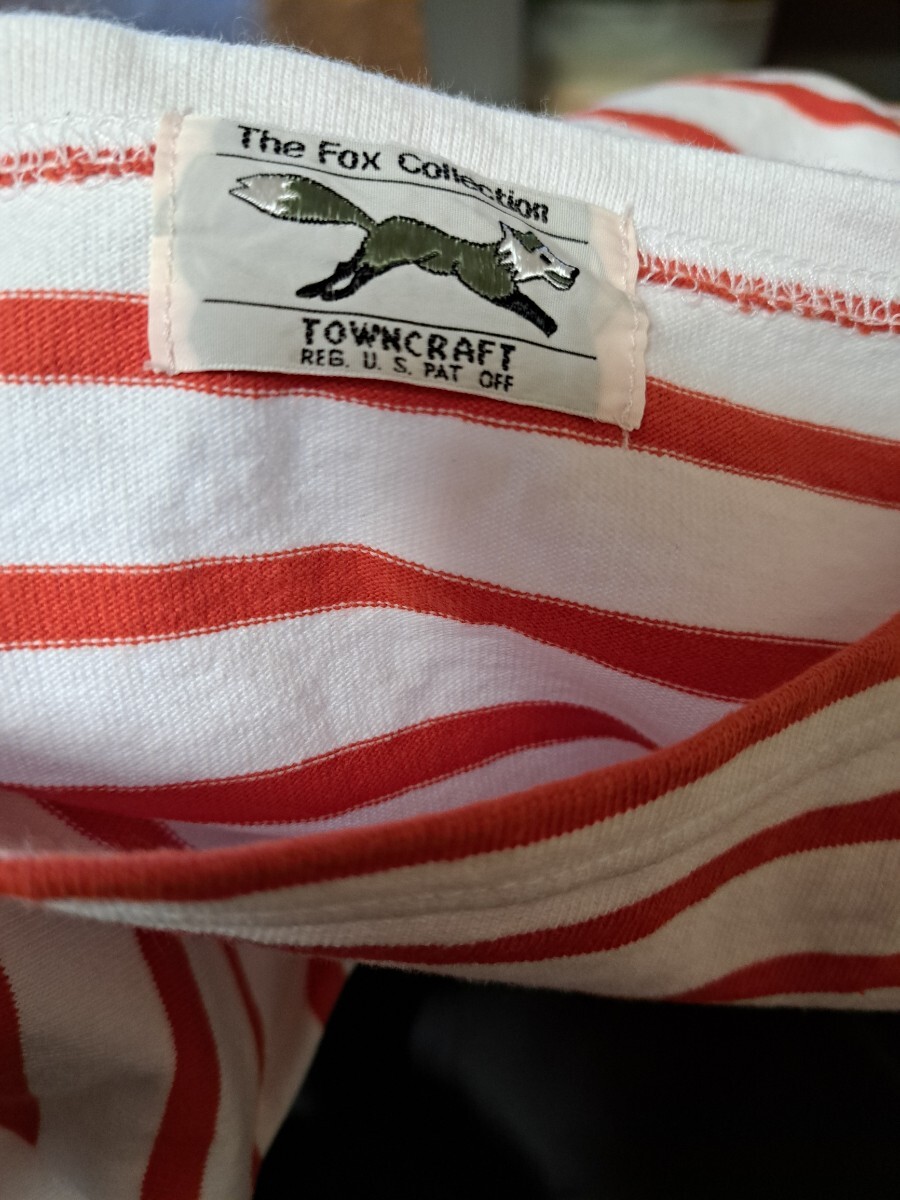 The Fox Collection
TOWNCRAFT
REG. U. S. PAT OFF